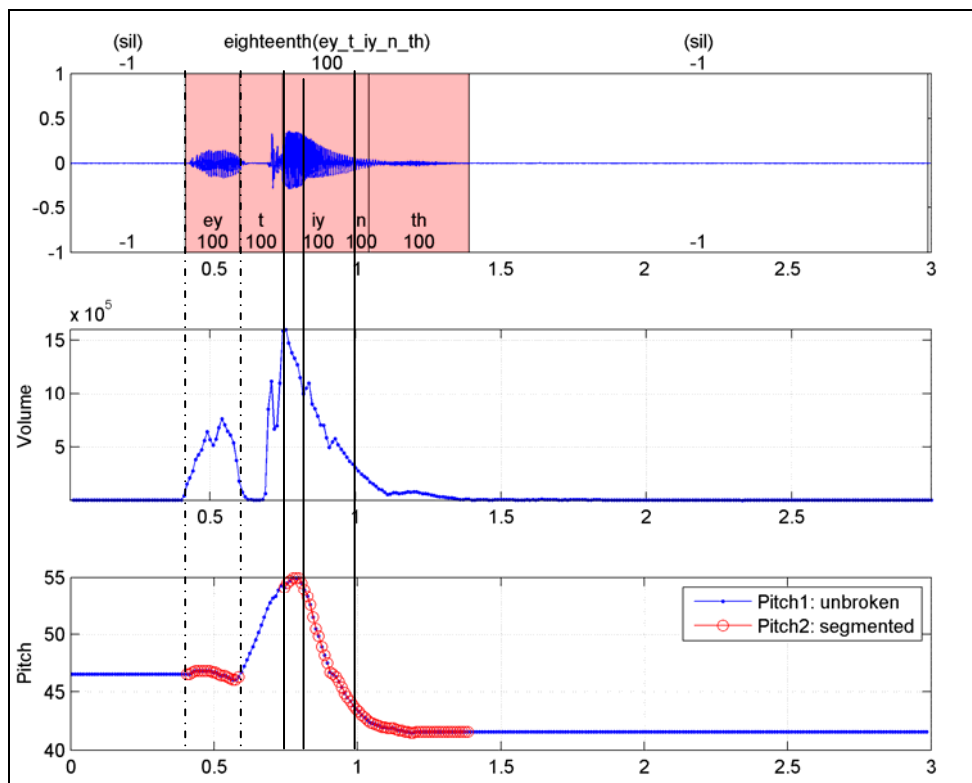 (sil) eighteenth(ey_t_iy_n_th) (sil)
-1 100 -1
1
0.5
0
-0.5
-1
ey t iy n th
-1 100 100 100 100 100 -1
0.5 1 1.5 2 2.5 3
x 10^5
15
10
5
Volume
0.5 1 1.5 2 2.5
55
50
45
40
Pitch
Pitch1: unbroken
Pitch2: segmented
0 0.5 1 1.5 2 2.5 3